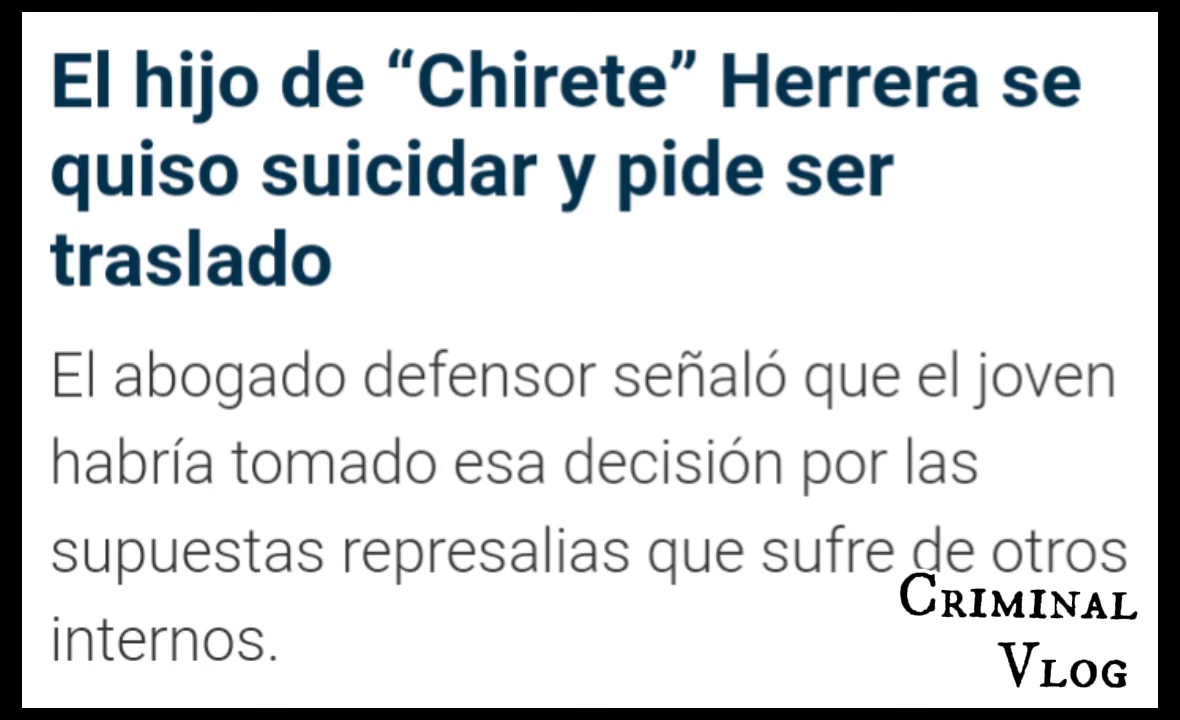 El hijo de “Chirete” Herrera se
quiso suicidar y pide ser
traslado
El abogado defensor señaló que el joven
habría tomado esa decisión por las
supuestas represalias que sufre de otros
internos.
Criminal
Vlog